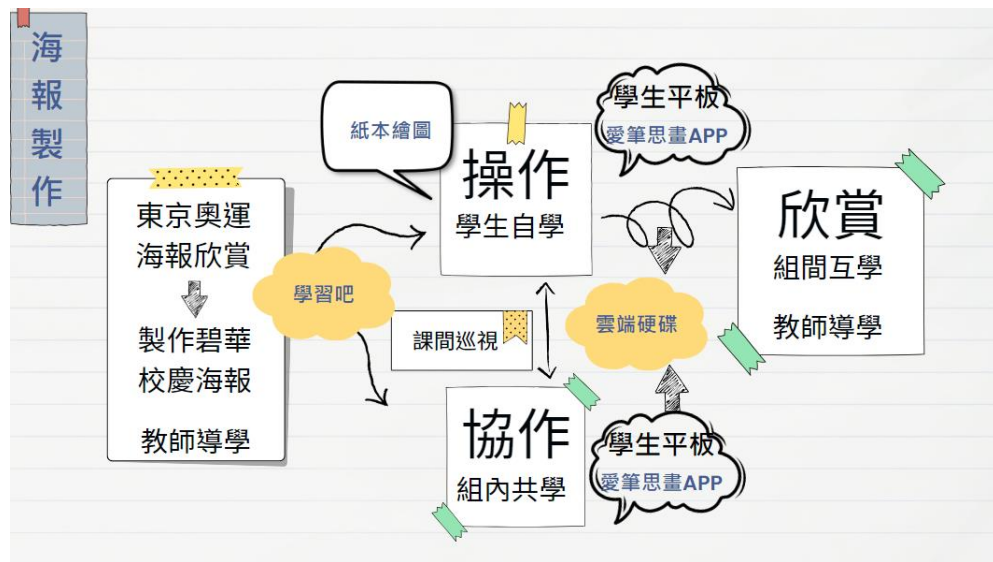 海報製作
東京奧運
海報欣賞
製作碧華
校慶海報
教師導學
學習吧
紙本繪圖
操作
學生自學
學生平板
愛筆思畫APP
課間巡視
協作
組內共學
學生平板
愛筆思畫APP
雲端硬碟
欣賞
組間互學
教師導學